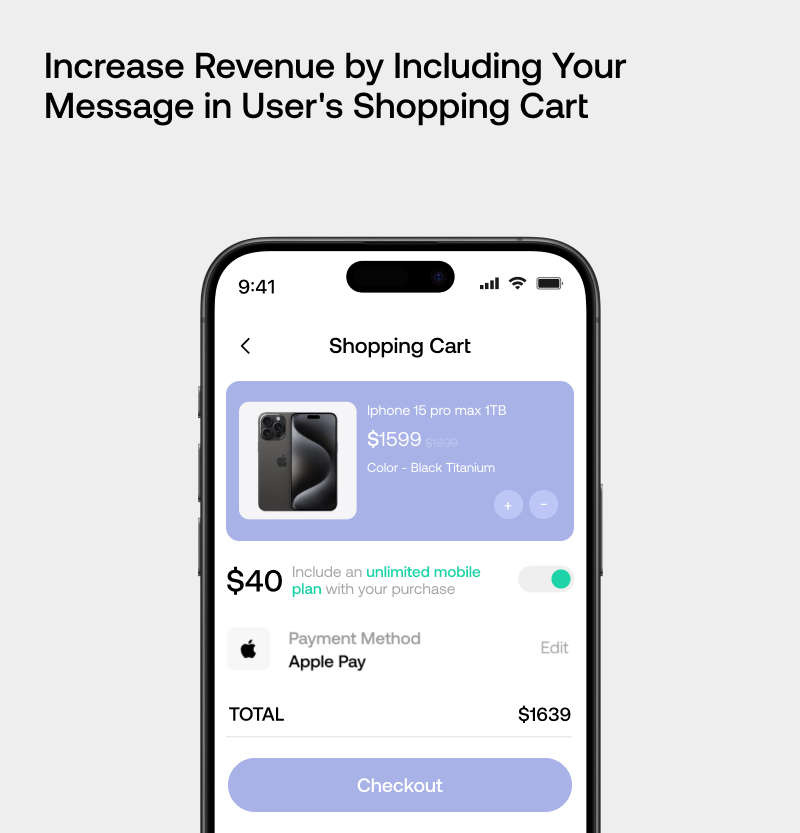 Increase Revenue by Including Your
Message in User's Shopping Cart
9:41
Shopping Cart
Iphone 15 pro max 1TB
$1599 $1699
Color - Black Titanium
+ -
$40 Include an unlimited mobile
plan with your purchase
Payment Method
Apple Pay
Edit
TOTAL $1639
Checkout